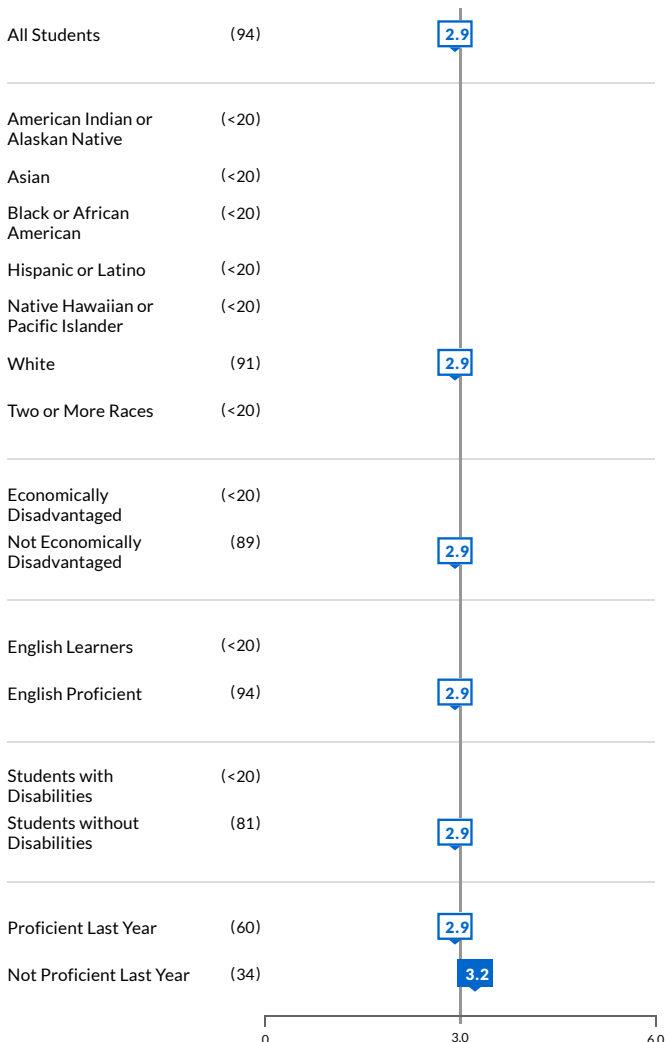 All Students (94) 2.9
American Indian or
Alaskan Native (<20)
Asian (<20)
Black or African
American (<20)
Hispanic or Latino (<20)
Native Hawaiian or
Pacific Islander (<20)
White (91) 2.9
Two or More Races (<20)
Economically
Disadvantaged (<20)
Not Economically
Disadvantaged (89) 2.9
English Learners (<20)
English Proficient (94) 2.9
Students with
Disabilities (<20)
Students without
Disabilities (81) 2.9
Proficient Last Year (60) 2.9
Not Proficient Last Year (34) 3.2
0 3.0 6.0